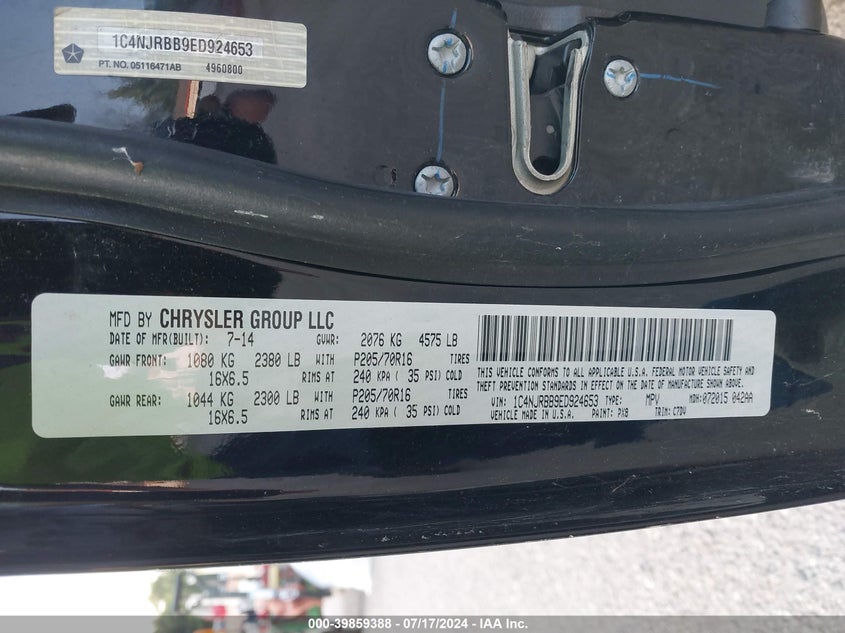 1C4NJRBB9ED924653
PT. NO. 05116471AB 4960800
MFD BY CHRYSLER GROUP LLC
DATE OF MFR(BUILT): 7-14 GVWR: 2076 KG 4575 LB
GAWR FRONT: 1080 KG 2380 LB WITH P205/70R16 TIRES
16X6.5 RIMS AT 240 KPA ( 35 PSI) COLD
GAWR REAR: 1044 KG 2300 LB WITH P205/70R16 TIRES
16X6.5 RIMS AT 240 KPA ( 35 PSI) COLD
THIS VEHICLE CONFORMS TO ALL APPLICABLE U.S.A. FEDERAL MOTOR VEHICLE SAFETY AND
THEFT PREVENTION STANDARDS IN EFFECT ON THE DATE OF MANUFACTURE SHOWN ABOVE.
VIN: 1C4NJRBB9ED924653 TYPE: MPV MDH: 072015 042AA
VEHICLE MADE IN U.S.A. PAINT: PX8 TRIM: C7DV
000-39859388 - 07/17/2024 - IAA Inc.